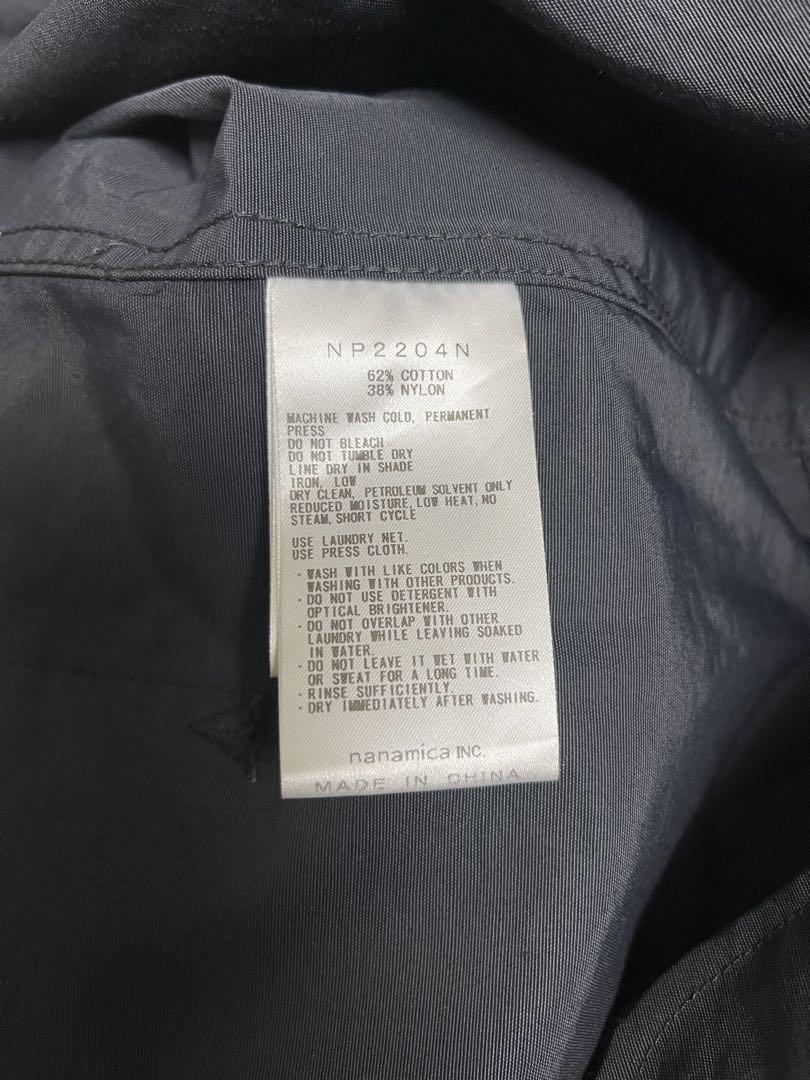 NP2204N
62% COTTON
38% NYLON
MACHINE WASH COLD, PERMANENT
PRESS
DO NOT BLEACH
DO NOT TUMBLE DRY
LINE DRY IN SHADE
IRON, LOW
DRY CLEAN, PETROLEUM SOLVENT ONLY
REDUCED MOISTURE, LOW HEAT, NO
STEAM, SHORT CYCLE
USE LAUNDRY NET.
USE PRESS CLOTH.
· WASH WITH LIKE COLORS WHEN
WASHING WITH OTHER PRODUCTS.
· DO NOT USE DETERGENT WITH
OPTICAL BRIGHTENER.
· DO NOT OVERLAP WITH OTHER
LAUNDRY WHILE LEAVING SOAKED
IN WATER.
· DO NOT LEAVE IT WET WITH WATER
OR SWEAT FOR A LONG TIME.
· RINSE SUFFICIENTLY.
· DRY IMMEDIATELY AFTER WASHING.
nanamica INC.
MADE IN CHINA